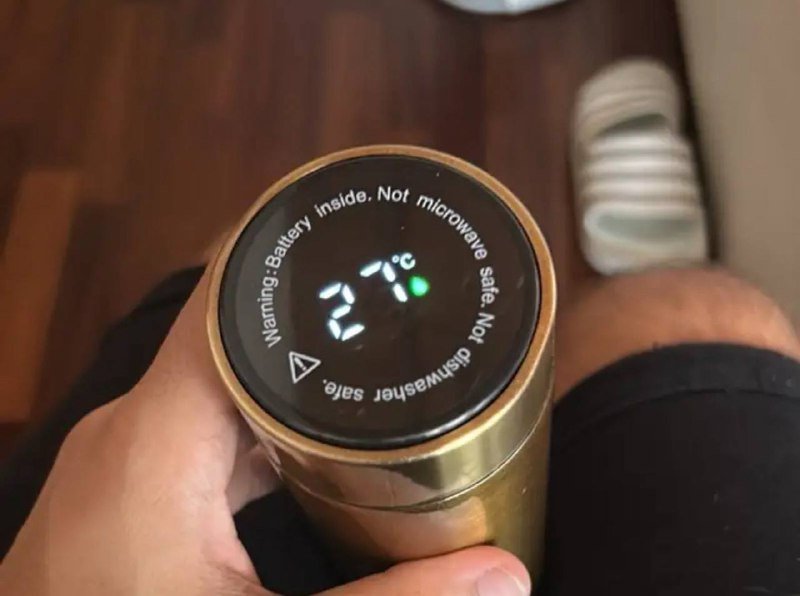 Warning: Battery inside. Not microwave safe. Not dishwasher safe.
27°C